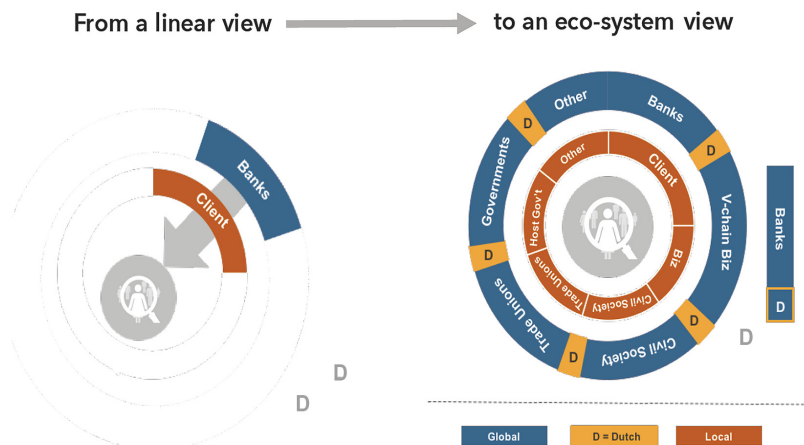 From a linear view
to an eco-system view
Banks
Client
D
D
Other
Banks
D
V-chain Biz
D
Civil Society
D
Trade Unions
D
Governments
D
Other
Client
Biz
Civil Society
Trade Unions
Host Gov't
D
Banks
D
Global
D = Dutch
Local